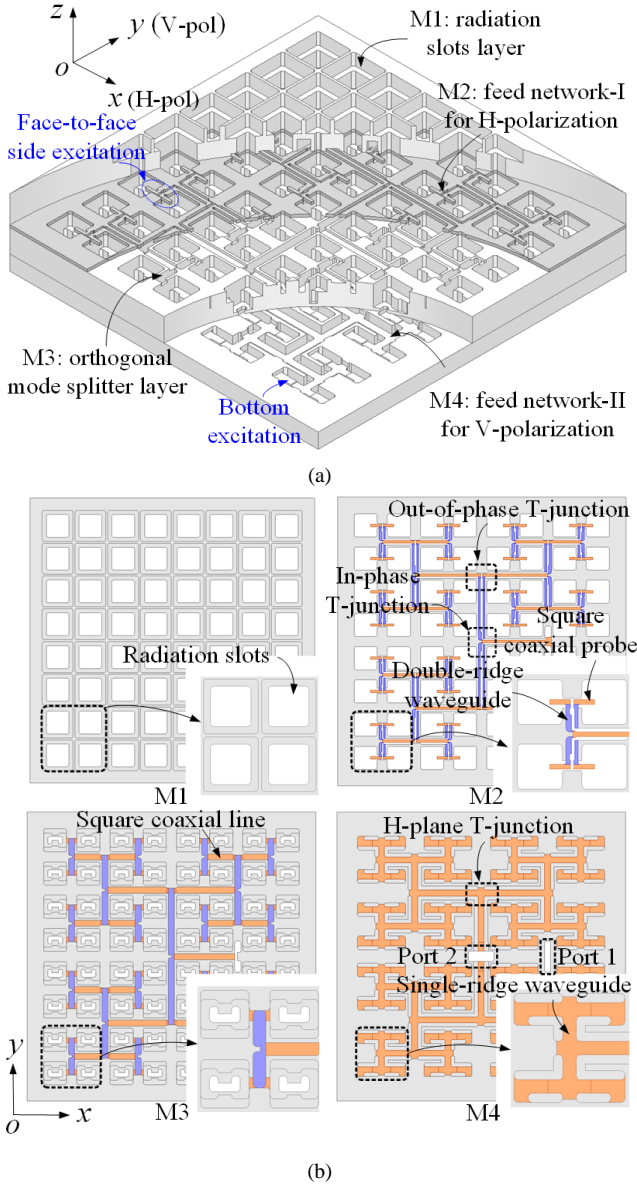 z
y (V-pol)
o
x (H-pol)
M1: radiation
slots layer
M2: feed network-I
for H-polarization
Face-to-face
side excitation
M3: orthogonal
mode splitter layer
Bottom
excitation
M4: feed network-II
for V-polarization
(a)
Out-of-phase T-junction
In-phase
T-junction
Square
coaxial probe
Radiation slots
Double-ridge
waveguide
M1
M2
Square coaxial line
H-plane T-junction
Port 2
Port 1
Single-ridge waveguide
y
o
x
M3
M4
(b)